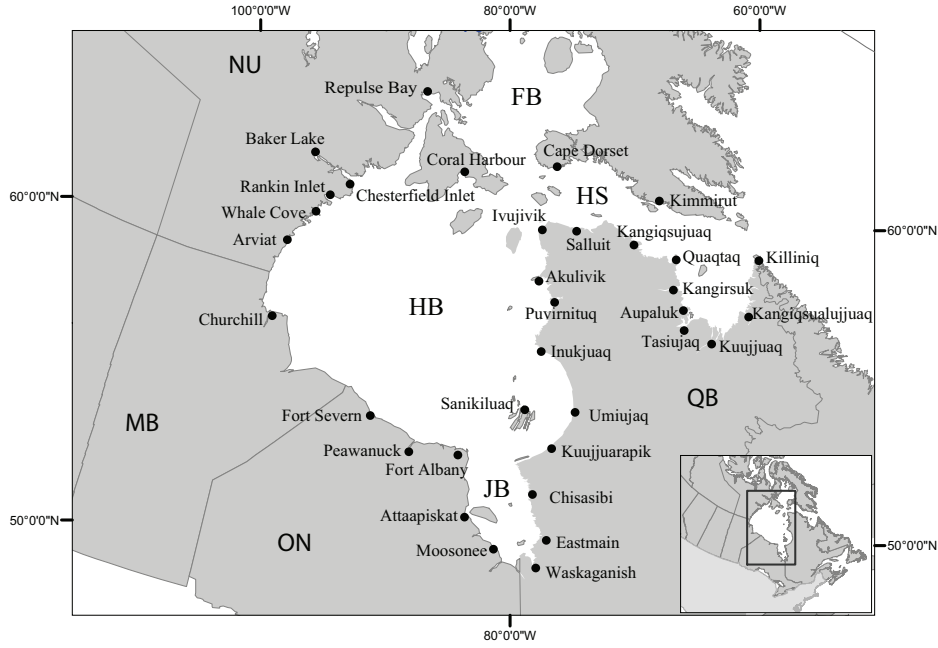 100°0'0"W
80°0'0"W
60°0'0"W
NU
Repulse Bay
FB
Baker Lake
Coral Harbour
Cape Dorset
Rankin Inlet
Chesterfield Inlet
HS
Kimmirut
60°0'0"N
Whale Cove
Ivujivik
Arviat
Salluit
Kangiqsujuaq
60°0'0"N
Quaqtaq
Killiniq
Akulivik
Kangirsuk
HB
Puvirnituq
Aupaluk
Kangiqsualujjuaq
Churchill
Tasiujaq
Kuujjuaq
Inukjuaq
QB
Sanikiluaq
Umiujaq
Fort Severn
MB
Peawanuck
Kuujjuarapik
Fort Albany
JB
Chisasibi
Attaapiskat
50°0'0"N
ON
Moosonee
Eastmain
50°0'0"N
Waskaganish
80°0'0"W